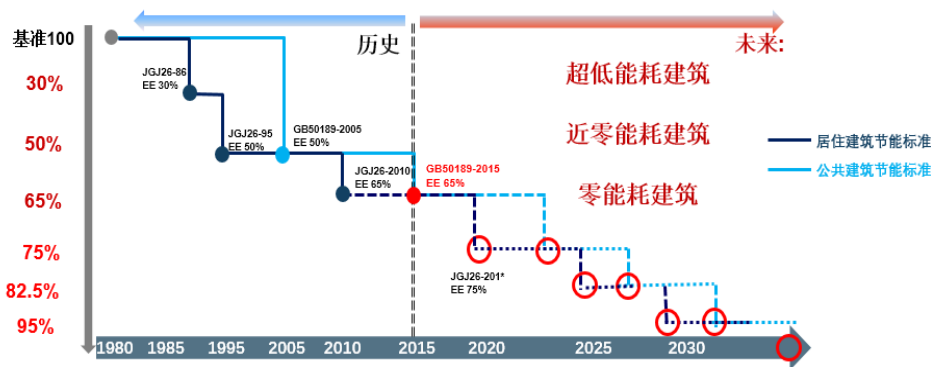 历史
未来:
基准100
超低能耗建筑
JGJ26-86
EE 30%
30%
近零能耗建筑
JGJ26-95
EE 50%
GB50189-2005
EE 50%
50%
居住建筑节能标准
公共建筑节能标准
JGJ26-2010
EE 65%
GB50189-2015
EE 65%
零能耗建筑
65%
75%
JGJ26-201*
EE 75%
82.5%
95%
1980 1985 1995 2005 2010 2015 2020 2025 2030